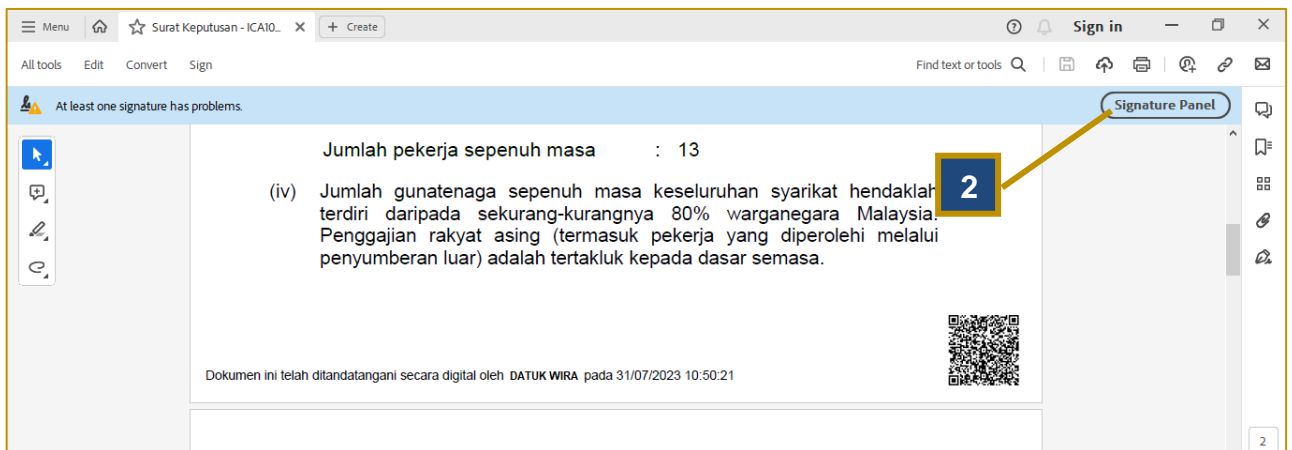 Menu Surat Keputusan - ICA10... + Create Sign in
All tools Edit Convert Sign Find text or tools
At least one signature has problems. Signature Panel
Jumlah pekerja sepenuh masa : 13
2
(iv) Jumlah gunatenaga sepenuh masa keseluruhan syarikat hendaklah
terdiri daripada sekurang-kurangnya 80% warganegara Malaysia.
Penggajian rakyat asing (termasuk pekerja yang diperolehi melalui
penyumberan luar) adalah tertakluk kepada dasar semasa.
Dokumen ini telah ditandatangani secara digital oleh DATUK WIRA pada 31/07/2023 10:50:21
2